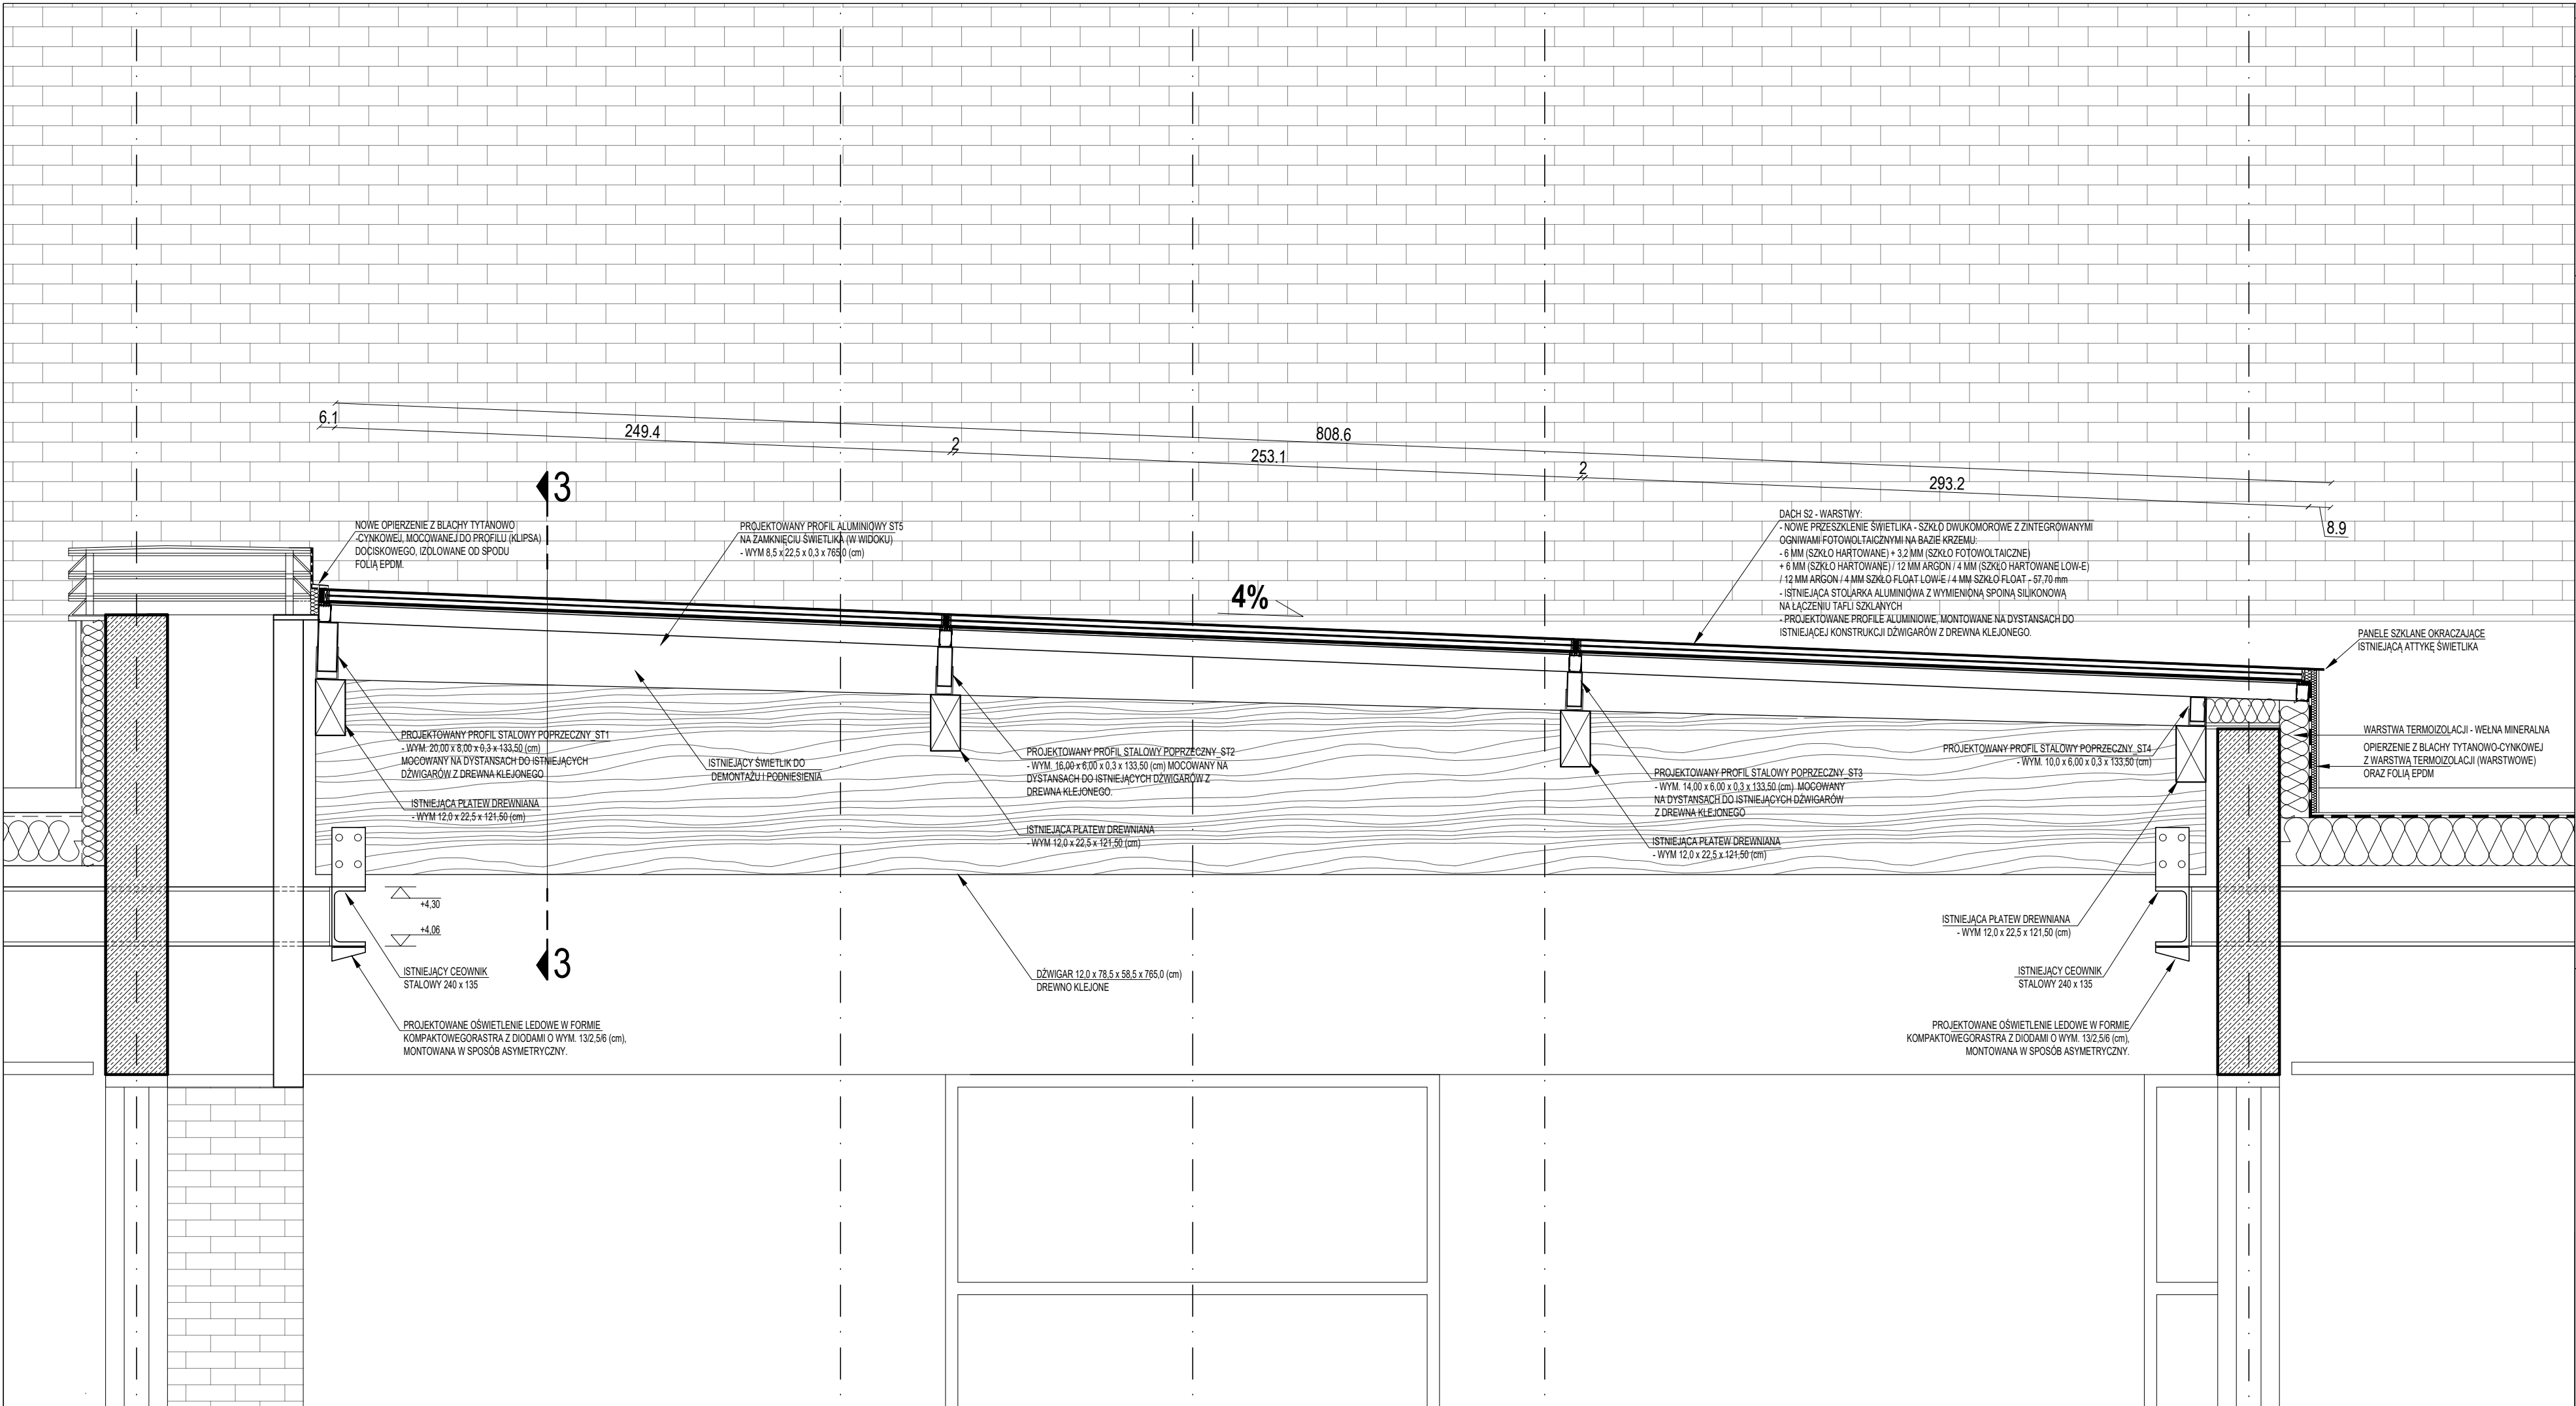 6.1
249.4
2
808.6
253.1
2
293.2
8.9
3
NOWE OPIERZENIE Z BLACHY TYTANOWO
-CYNKOWEJ, MOCOWANEJ DO PROFILU (KLIPSA)
DOCISKOWEGO, IZOLOWANE OD SPODU
FOLIĄ EPDM.
PROJEKTOWANY PROFIL ALUMINIOWY ST5
NA ZAMKNIĘCIU ŚWIETLIKA (W WIDOKU)
- WYM 8,5 x 22,5 x 0,3 x 765,0 (cm)
4%
DACH S2 - WARSTWY:
- NOWE PRZESZKLENIE ŚWIETLIKA - SZKŁO DWUKOMOROWE Z ZINTEGROWANYMI
OGNIWAMI FOTOWOLTAICZNYMI NA BAZIE KRZEMU:
- 6 MM (SZKŁO HARTOWANE) + 3,2 MM (SZKŁO FOTOWOLTAICZNE)
+ 6 MM (SZKŁO HARTOWANE) / 12 MM ARGON / 4 MM (SZKŁO HARTOWANE LOW-E)
/ 12 MM ARGON / 4 MM SZKŁO FLOAT LOW-E / 4 MM SZKŁO FLOAT - 57,70 mm
- ISTNIEJĄCA STOLARKA ALUMINIOWA Z WYMIENIONĄ SPOINĄ SILIKONOWĄ
NA ŁĄCZENIU TAFLI SZKLANYCH
- PROJEKTOWANE PROFILE ALUMINIOWE, MONTOWANE NA DYSTANSACH DO
ISTNIEJĄCEJ KONSTRUKCJI DŹWIGARÓW Z DREWNA KLEJONEGO.
PANELE SZKLANE OKRACZAJĄCE
ISTNIEJĄCĄ ATTYKĘ ŚWIETLIKA
PROJEKTOWANY PROFIL STALOWY POPRZECZNY_ST1
- WYM. 20,00 x 8,00 x 0,3 x 133,50 (cm)
MOCOWANY NA DYSTANSACH DO ISTNIEJĄCYCH
DŹWIGARÓW Z DREWNA KLEJONEGO
ISTNIEJĄCA PŁATEW DREWNIANA
- WYM 12,0 x 22,5 x 121,50 (cm)
ISTNIEJĄCY ŚWIETLIK DO
DEMONTAŻU I PODNIESIENIA
PROJEKTOWANY PROFIL STALOWY POPRZECZNY_ST2
- WYM. 16,00 x 6,00 x 0,3 x 133,50 (cm) MOCOWANY NA
DYSTANSACH DO ISTNIEJĄCYCH DŹWIGARÓW Z
DREWNA KLEJONEGO.
ISTNIEJĄCA PŁATEW DREWNIANA
- WYM 12,0 x 22,5 x 121,50 (cm)
PROJEKTOWANY PROFIL STALOWY POPRZECZNY_ST3
- WYM. 14,00 x 6,00 x 0,3 x 133,50 (cm) MOCOWANY
NA DYSTANSACH DO ISTNIEJĄCYCH DŹWIGARÓW
Z DREWNA KLEJONEGO
ISTNIEJĄCA PŁATEW DREWNIANA
- WYM 12,0 x 22,5 x 121,50 (cm)
PROJEKTOWANY PROFIL STALOWY POPRZECZNY_ST4
- WYM. 10,0 x 6,00 x 0,3 x 133,50 (cm)
WARSTWA TERMOIZOLACJI - WEŁNA MINERALNA
OPIERZENIE Z BLACHY TYTANOWO-CYNKOWEJ
Z WARSTWĄ TERMOIZOLACJI (WARSTWOWE)
ORAZ FOLIĄ EPDM
+4,30
+4,06
3
ISTNIEJĄCY CEOWNIK
STALOWY 240 x 135
PROJEKTOWANE OŚWIETLENIE LEDOWE W FORMIE
KOMPAKTOWEGORASTRA Z DIODAMI O WYM. 13/2,5/6 (cm),
MONTOWANA W SPOSÓB ASYMETRYCZNY.
DŹWIGAR 12,0 x 78,5 x 58,5 x 765,0 (cm)
DREWNO KLEJONE
ISTNIEJĄCA PŁATEW DREWNIANA
- WYM 12,0 x 22,5 x 121,50 (cm)
ISTNIEJĄCY CEOWNIK
STALOWY 240 x 135
PROJEKTOWANE OŚWIETLENIE LEDOWE W FORMIE
KOMPAKTOWEGORASTRA Z DIODAMI O WYM. 13/2,5/6 (cm),
MONTOWANA W SPOSÓB ASYMETRYCZNY.